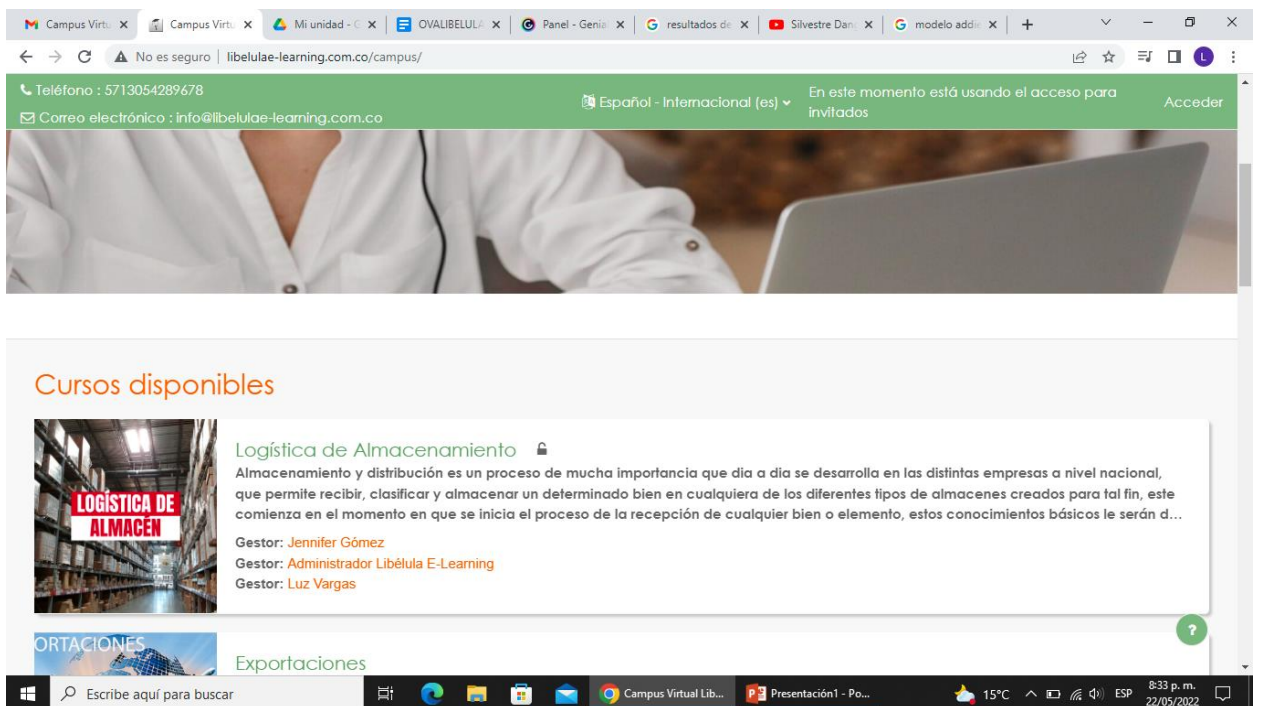 Campus Virtu
Campus Virtu
Mi unidad - G
OVALIBELULA
Panel - Genial
resultados de
Silvestre Dang
modelo addie
No es seguro
libelulae-learning.com.co/campus/
L
Teléfono : 5713054289678
Correo electrónico : info@libelulae-learning.com.co
Español - Internacional (es)
En este momento está usando el acceso para
invitados
Acceder
Cursos disponibles
LOGÍSTICA DE
ALMACÉN
Logística de Almacenamiento
Almacenamiento y distribución es un proceso de mucha importancia que dia a dia se desarrolla en las distintas empresas a nivel nacional,
que permite recibir, clasificar y almacenar un determinado bien en cualquiera de los diferentes tipos de almacenes creados para tal fin, este
comienza en el momento en que se inicia el proceso de la recepción de cualquier bien o elemento, estos conocimientos básicos le serán d...
Gestor: Jennifer Gómez
Gestor: Administrador Libélula E-Learning
Gestor: Luz Vargas
?
ORTACIONES
Exportaciones
Escribe aquí para buscar
Campus Virtual Lib...
Presentación1 - Po...
15°C
ESP
8:33 p. m.
22/05/2022